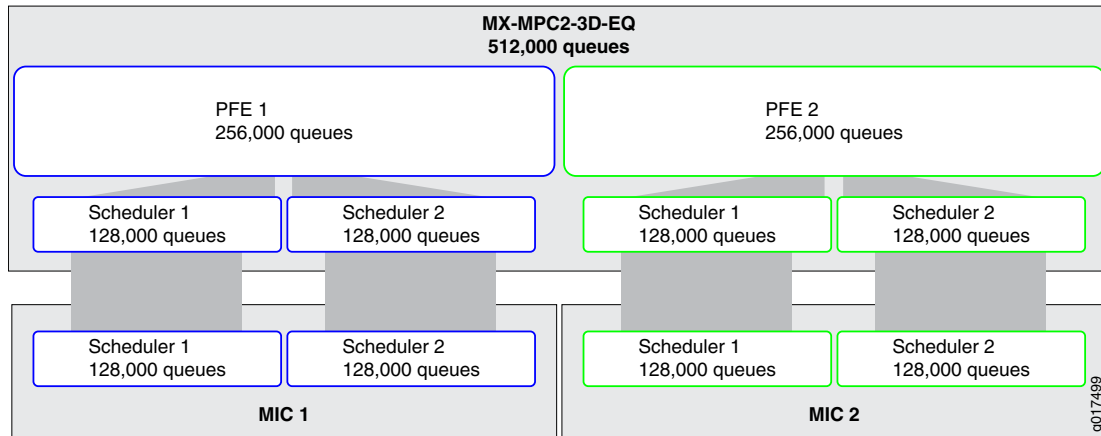 MX-MPC2-3D-EQ
512,000 queues
PFE 1
256,000 queues
PFE 2
256,000 queues
Scheduler 1
128,000 queues
Scheduler 2
128,000 queues
Scheduler 1
128,000 queues
Scheduler 2
128,000 queues
Scheduler 1
128,000 queues
Scheduler 2
128,000 queues
Scheduler 1
128,000 queues
Scheduler 2
128,000 queues
MIC 1
MIC 2
g017499